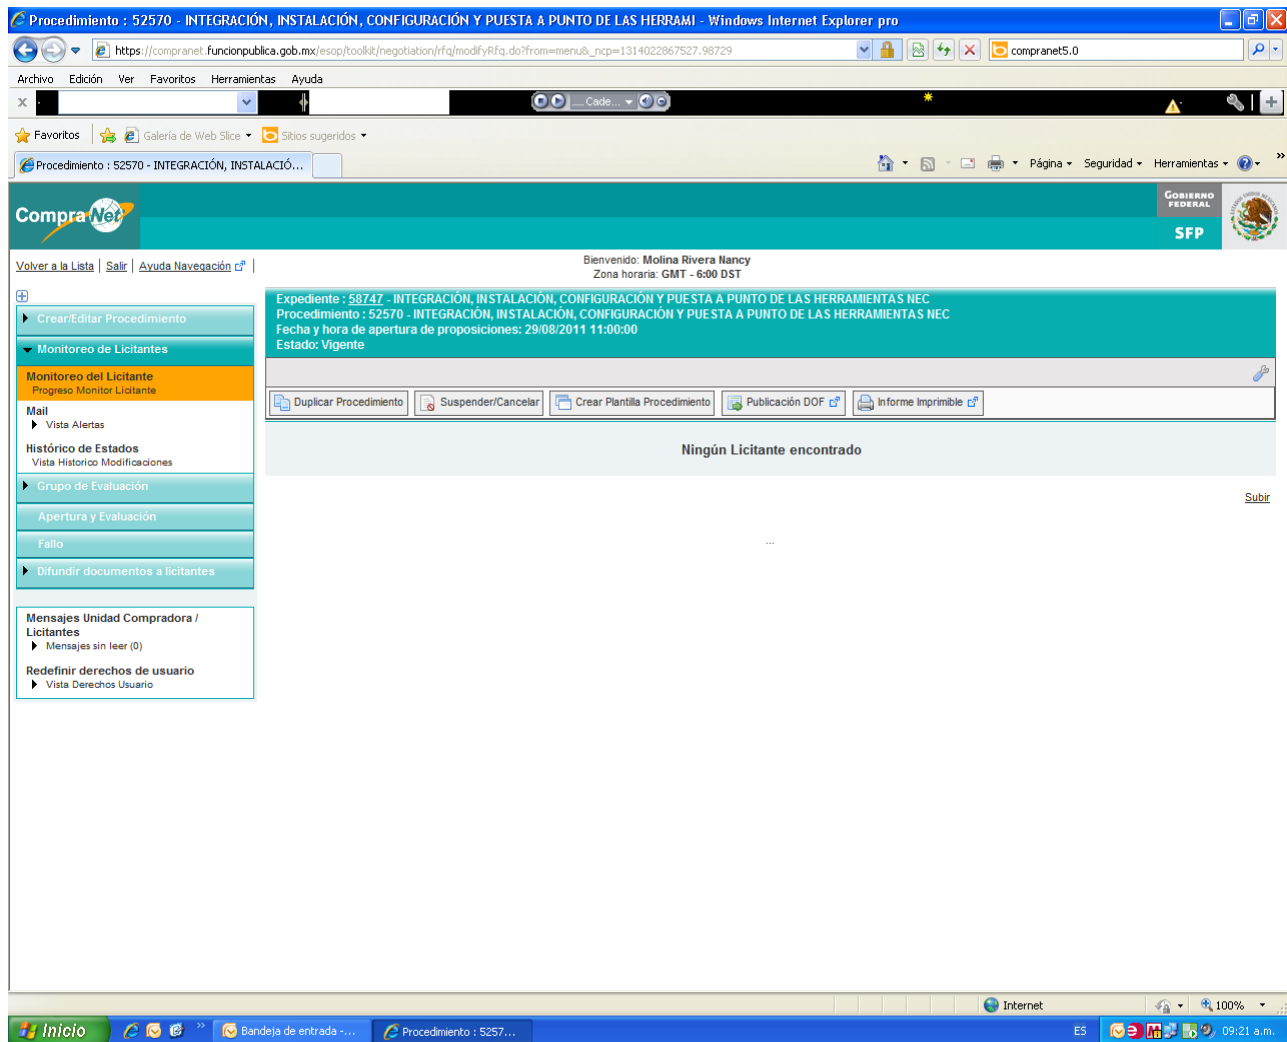 Procedimiento : 52570 - INTEGRACIÓN, INSTALACIÓN, CONFIGURACIÓN Y PUESTA A PUNTO DE LAS HERRAMI - Windows Internet Explorer pro
https://compranet.funcionpublica.gob.mx/esop/toolkit/negotiation/rfq/modifyRfq.do?from=menu&_ncp=1314022867527.98729
compranet5.0
Archivo Edición Ver Favoritos Herramientas Ayuda
x
...Cade...
Favoritos Galería de Web Slice Sitios sugeridos
Procedimiento : 52570 - INTEGRACIÓN, INSTALACIÓ...
Página Seguridad Herramientas »
CompraNet
GOBIERNO
FEDERAL
SFP
Volver a la Lista | Salir | Ayuda Navegación |
Bienvenido: Molina Rivera Nancy
Zona horaria: GMT - 6:00 DST
Expediente : 58747 - INTEGRACIÓN, INSTALACIÓN, CONFIGURACIÓN Y PUESTA A PUNTO DE LAS HERRAMIENTAS NEC
Procedimiento : 52570 - INTEGRACIÓN, INSTALACIÓN, CONFIGURACIÓN Y PUESTA A PUNTO DE LAS HERRAMIENTAS NEC
Fecha y hora de apertura de proposiciones: 29/08/2011 11:00:00
Estado: Vigente
Crear/Editar Procedimiento
Monitoreo de Licitantes
Monitoreo del Licitante
Progreso Monitor Licitante
Mail
Vista Alertas
Histórico de Estados
Vista Historico Modificaciones
Grupo de Evaluación
Apertura y Evaluación
Fallo
Difundir documentos a licitantes
Mensajes Unidad Compradora /
Licitantes
Mensajes sin leer (0)
Redefinir derechos de usuario
Vista Derechos Usuario
Duplicar Procedimiento Suspender/Cancelar Crear Plantilla Procedimiento Publicación DOF Informe Imprimible
Ningún Licitante encontrado
Subir
...
Internet 100%
Inicio » Bandeja de entrada -... Procedimiento : 5257... ES 09:21 a.m.